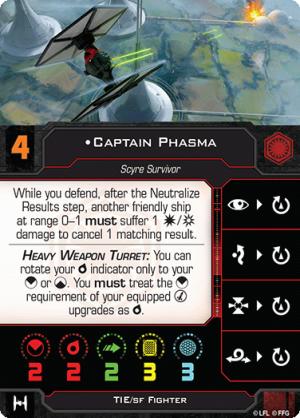 4
•Captain Phasma
Scyre Survivor
While you defend, after the Neutralize
Results step, another friendly ship
at range 0–1 must suffer 1 /
damage to cancel 1 matching result.
Heavy Weapon Turret: You can
rotate your indicator only to your
or . You must treat the
requirement of your equipped
upgrades as .
2 2 2 3 3
TIE/sf Fighter
©LFL ©FFG